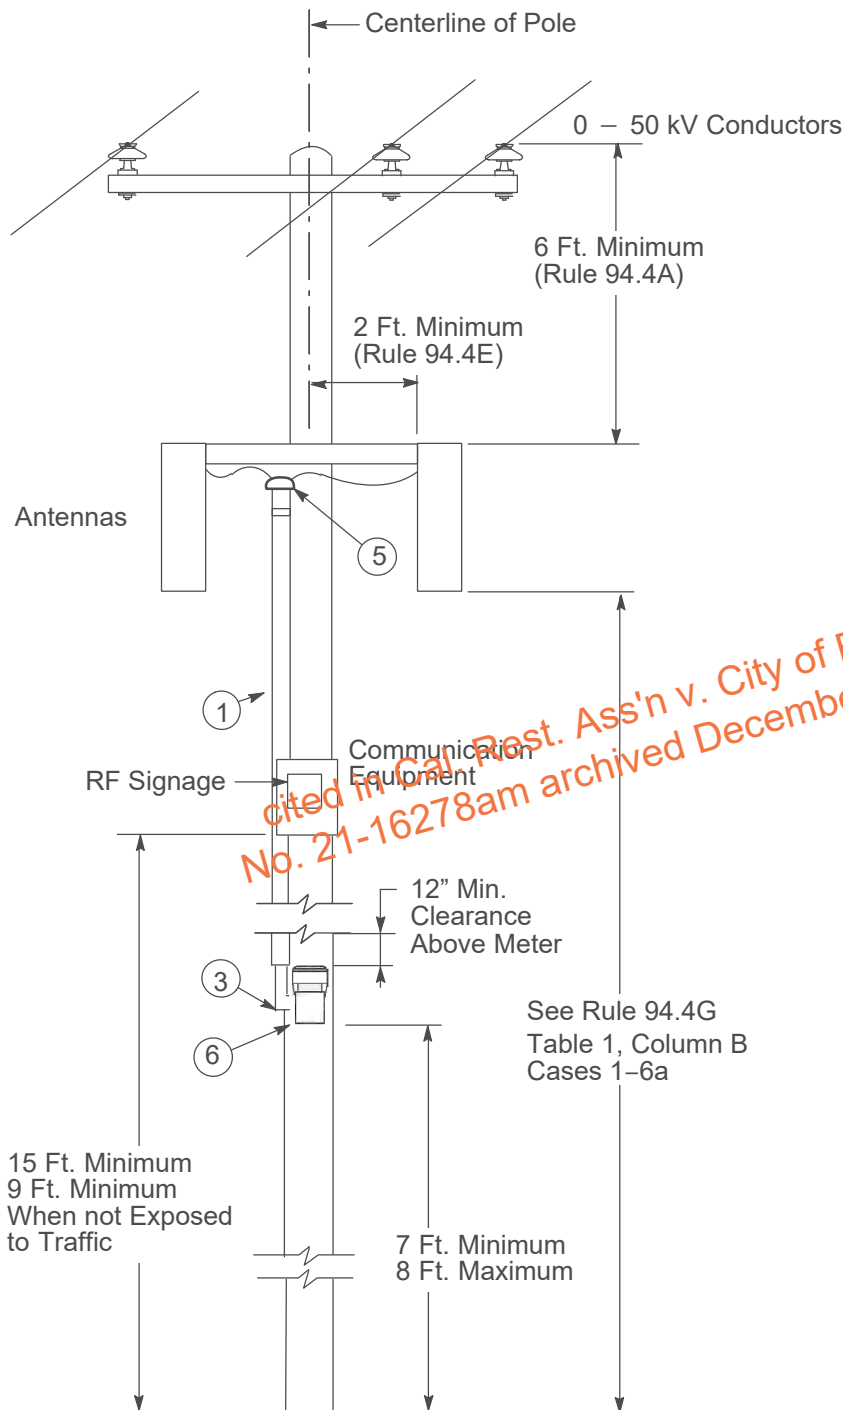 Centerline of Pole
0 – 50 kV Conductors
6 Ft. Minimum
(Rule 94.4A)
2 Ft. Minimum
(Rule 94.4E)
Antennas
5
1
cited in Cal. Rest. Ass'n v. City of
No. 21-16278am archived
Communication
Equipment
RF Signage
12” Min.
Clearance
Above Meter
3
6
See Rule 94.4G
Table 1, Column B
Cases 1–6a
15 Ft. Minimum
9 Ft. Minimum
When not Exposed
to Traffic
7 Ft. Minimum
8 Ft. Maximum